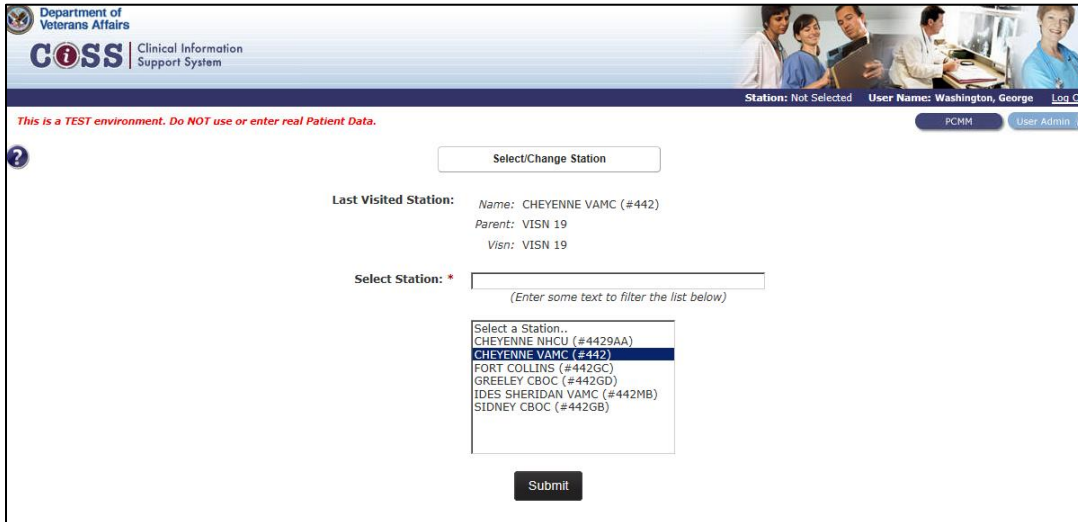 Department of
Veterans Affairs
COSS Clinical Information
Support System
Station: Not Selected User Name: Washington, George Log
This is a TEST environment. Do NOT use or enter real Patient Data.
PCMM User Admin
Select/Change Station
Last Visited Station: Name: CHEYENNE VAMC (#442)
Parent: VISN 19
Visn: VISN 19
Select Station: *
(Enter some text to filter the list below)
Select a Station..
CHEYENNE NHCU (#4429AA)
CHEYENNE VAMC (#442)
FORT COLLINS (#442GC)
GREELEY CBOC (#442GD)
IDES SHERIDAN VAMC (#442MB)
SIDNEY CBOC (#442GB)
Submit